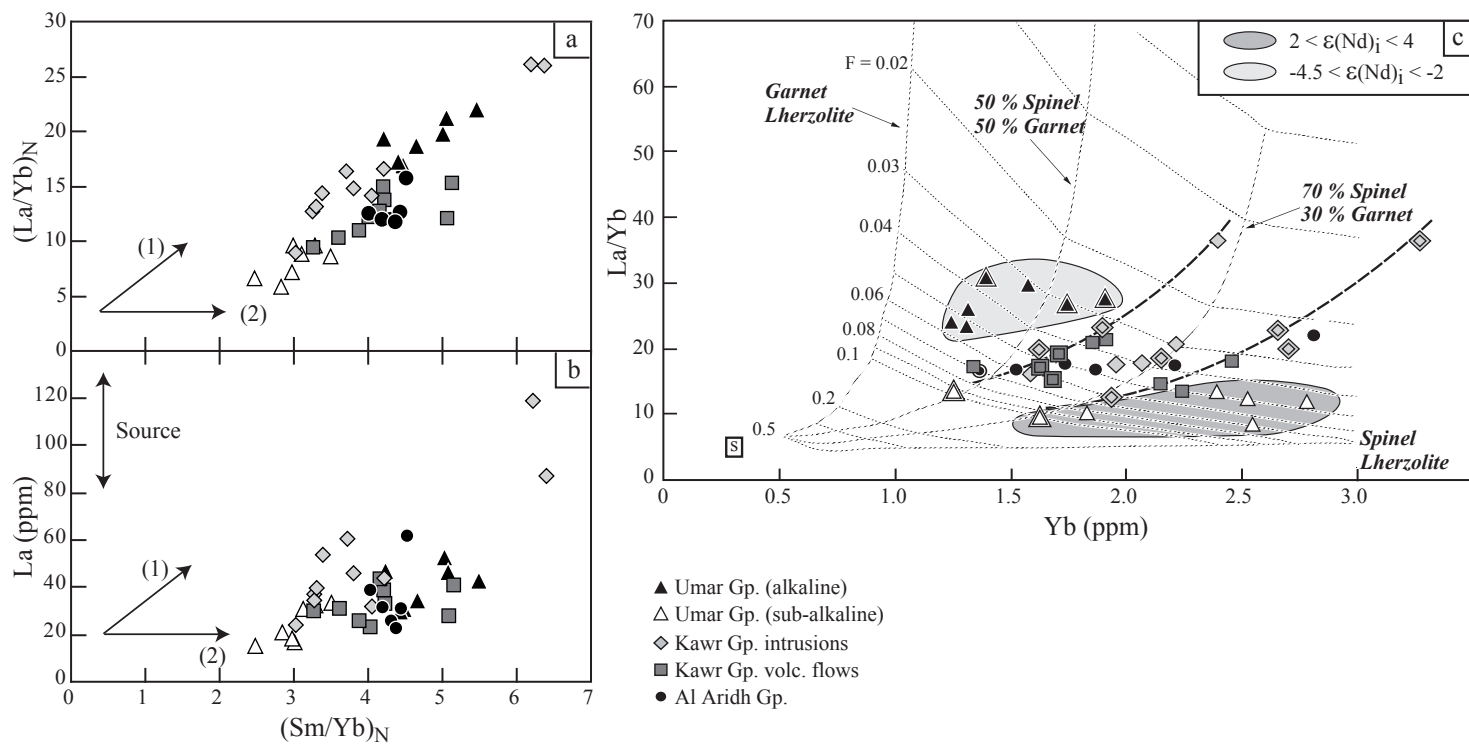 30
25
20
15
10
5
0
(La/Yb)N
a
(1)
(2)
120
100
80
60
40
20
0
La (ppm)
b
Source
(1)
(2)
0
1
2
3
4
5
6
7
(Sm/Yb)N
70
60
50
40
30
20
10
0
La/Yb
c
2 < ε(Nd)i < 4
-4.5 < ε(Nd)i < -2
F = 0.02
Garnet
Lherzolite
50 % Spinel
50 % Garnet
70 % Spinel
30 % Garnet
0.03
0.04
0.06
0.08
0.1
0.2
0.5
s
Spinel
Lherzolite
0
0.5
1.0
1.5
2.0
2.5
3.0
Yb (ppm)
Umar Gp. (alkaline)
Umar Gp. (sub-alkaline)
Kawr Gp. intrusions
Kawr Gp. volc. flows
Al Aridh Gp.